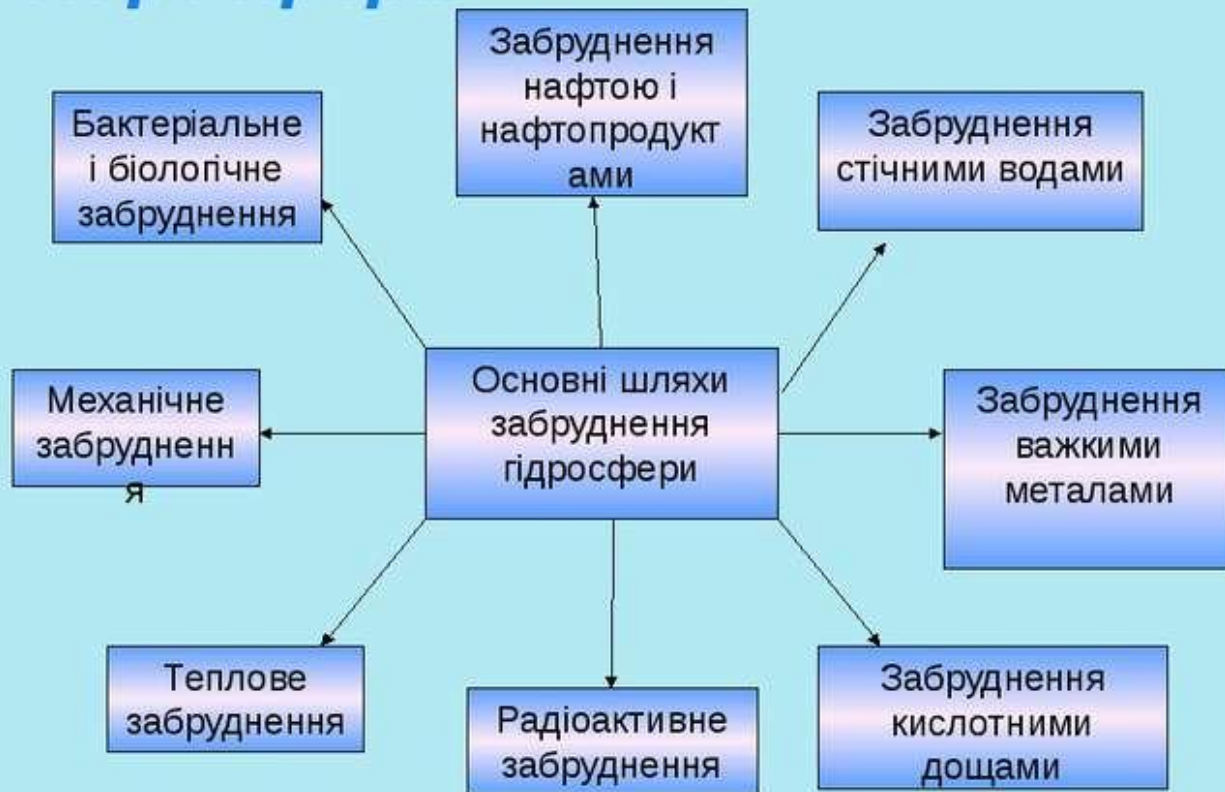 Забруднення
нафтою і
нафтопродукт
ами
Бактеріальне
і біологічне
забруднення
Забруднення
стічними водами
Основні шляхи
забруднення
гідросфери
Механічне
забрудненн
я
Забруднення
важкими
металами
Теплове
забруднення
Радіоактивне
забруднення
Забруднення
кислотними
дощами